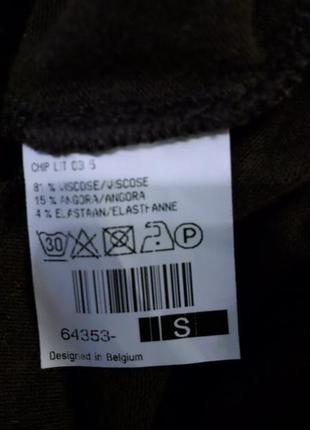 CHIP LIT 03/5
81 % VISCOSE/VISCOSE
15 % ANGORA/ANGORA
4 % ELASTAAN/ELASTHANNE
30 P
64353- S
Designed in Belgium